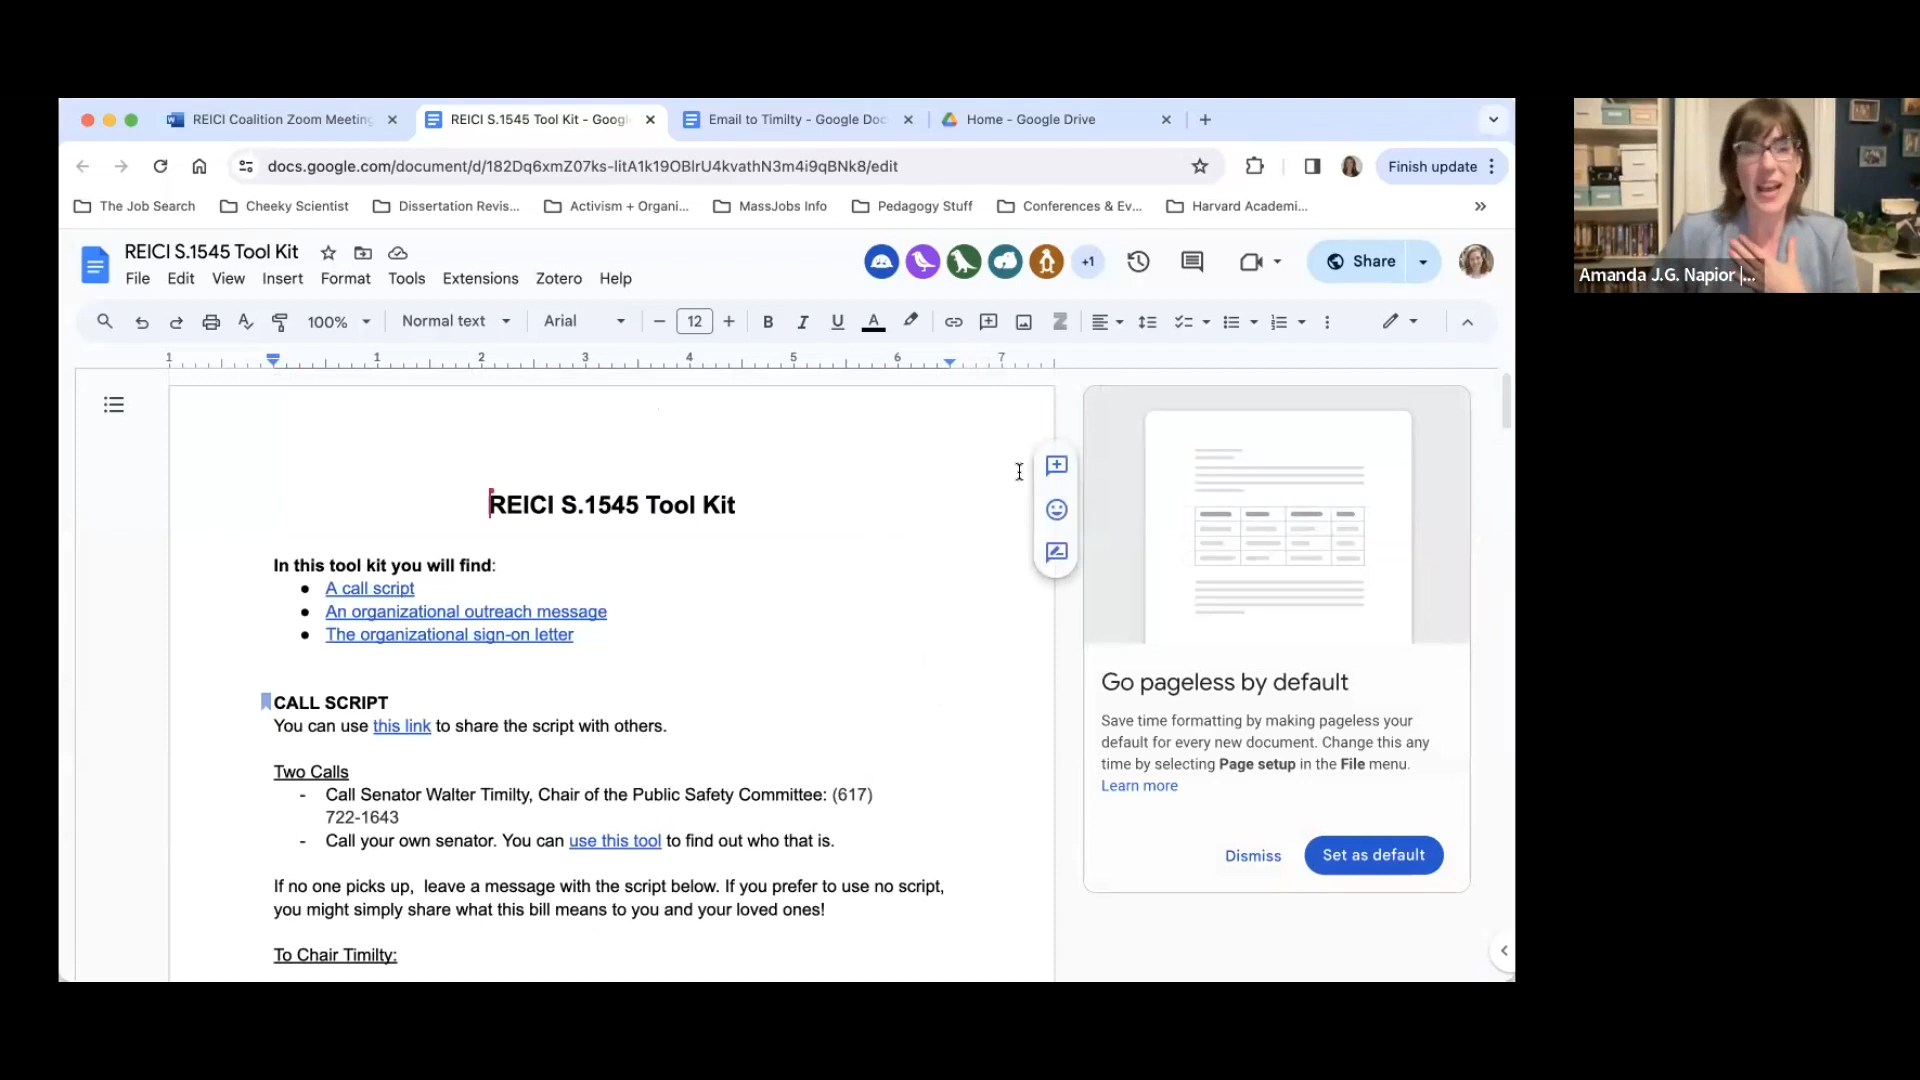 REICI Coalition Zoom Meeting
REICI S.1545 Tool Kit - Googl
Email to Timilty - Google Doc
Home - Google Drive
docs.google.com/document/d/182Dq6xmZ07ks-litA1k19OBlrU4kvathN3m4i9qBNk8/edit
Finish update
The Job Search
Cheeky Scientist
Dissertation Revis...
Activism + Organi...
MassJobs Info
Pedagogy Stuff
Conferences & Ev...
Harvard Academi...
REICI S.1545 Tool Kit
File Edit View Insert Format Tools Extensions Zotero Help
+1
Share
100% Normal text Arial 12
1 1 2 3 4 5 6 7
REICI S.1545 Tool Kit
In this tool kit you will find:
A call script
An organizational outreach message
The organizational sign-on letter
CALL SCRIPT
You can use this link to share the script with others.
Two Calls
- Call Senator Walter Timilty, Chair of the Public Safety Committee: (617)
722-1643
- Call your own senator. You can use this tool to find out who that is.
If no one picks up, leave a message with the script below. If you prefer to use no script,
you might simply share what this bill means to you and your loved ones!
To Chair Timilty:
Go pageless by default
Save time formatting by making pageless your
default for every new document. Change this any
time by selecting Page setup in the File menu.
Learn more
Dismiss
Set as default
Amanda J.G. Napior |...